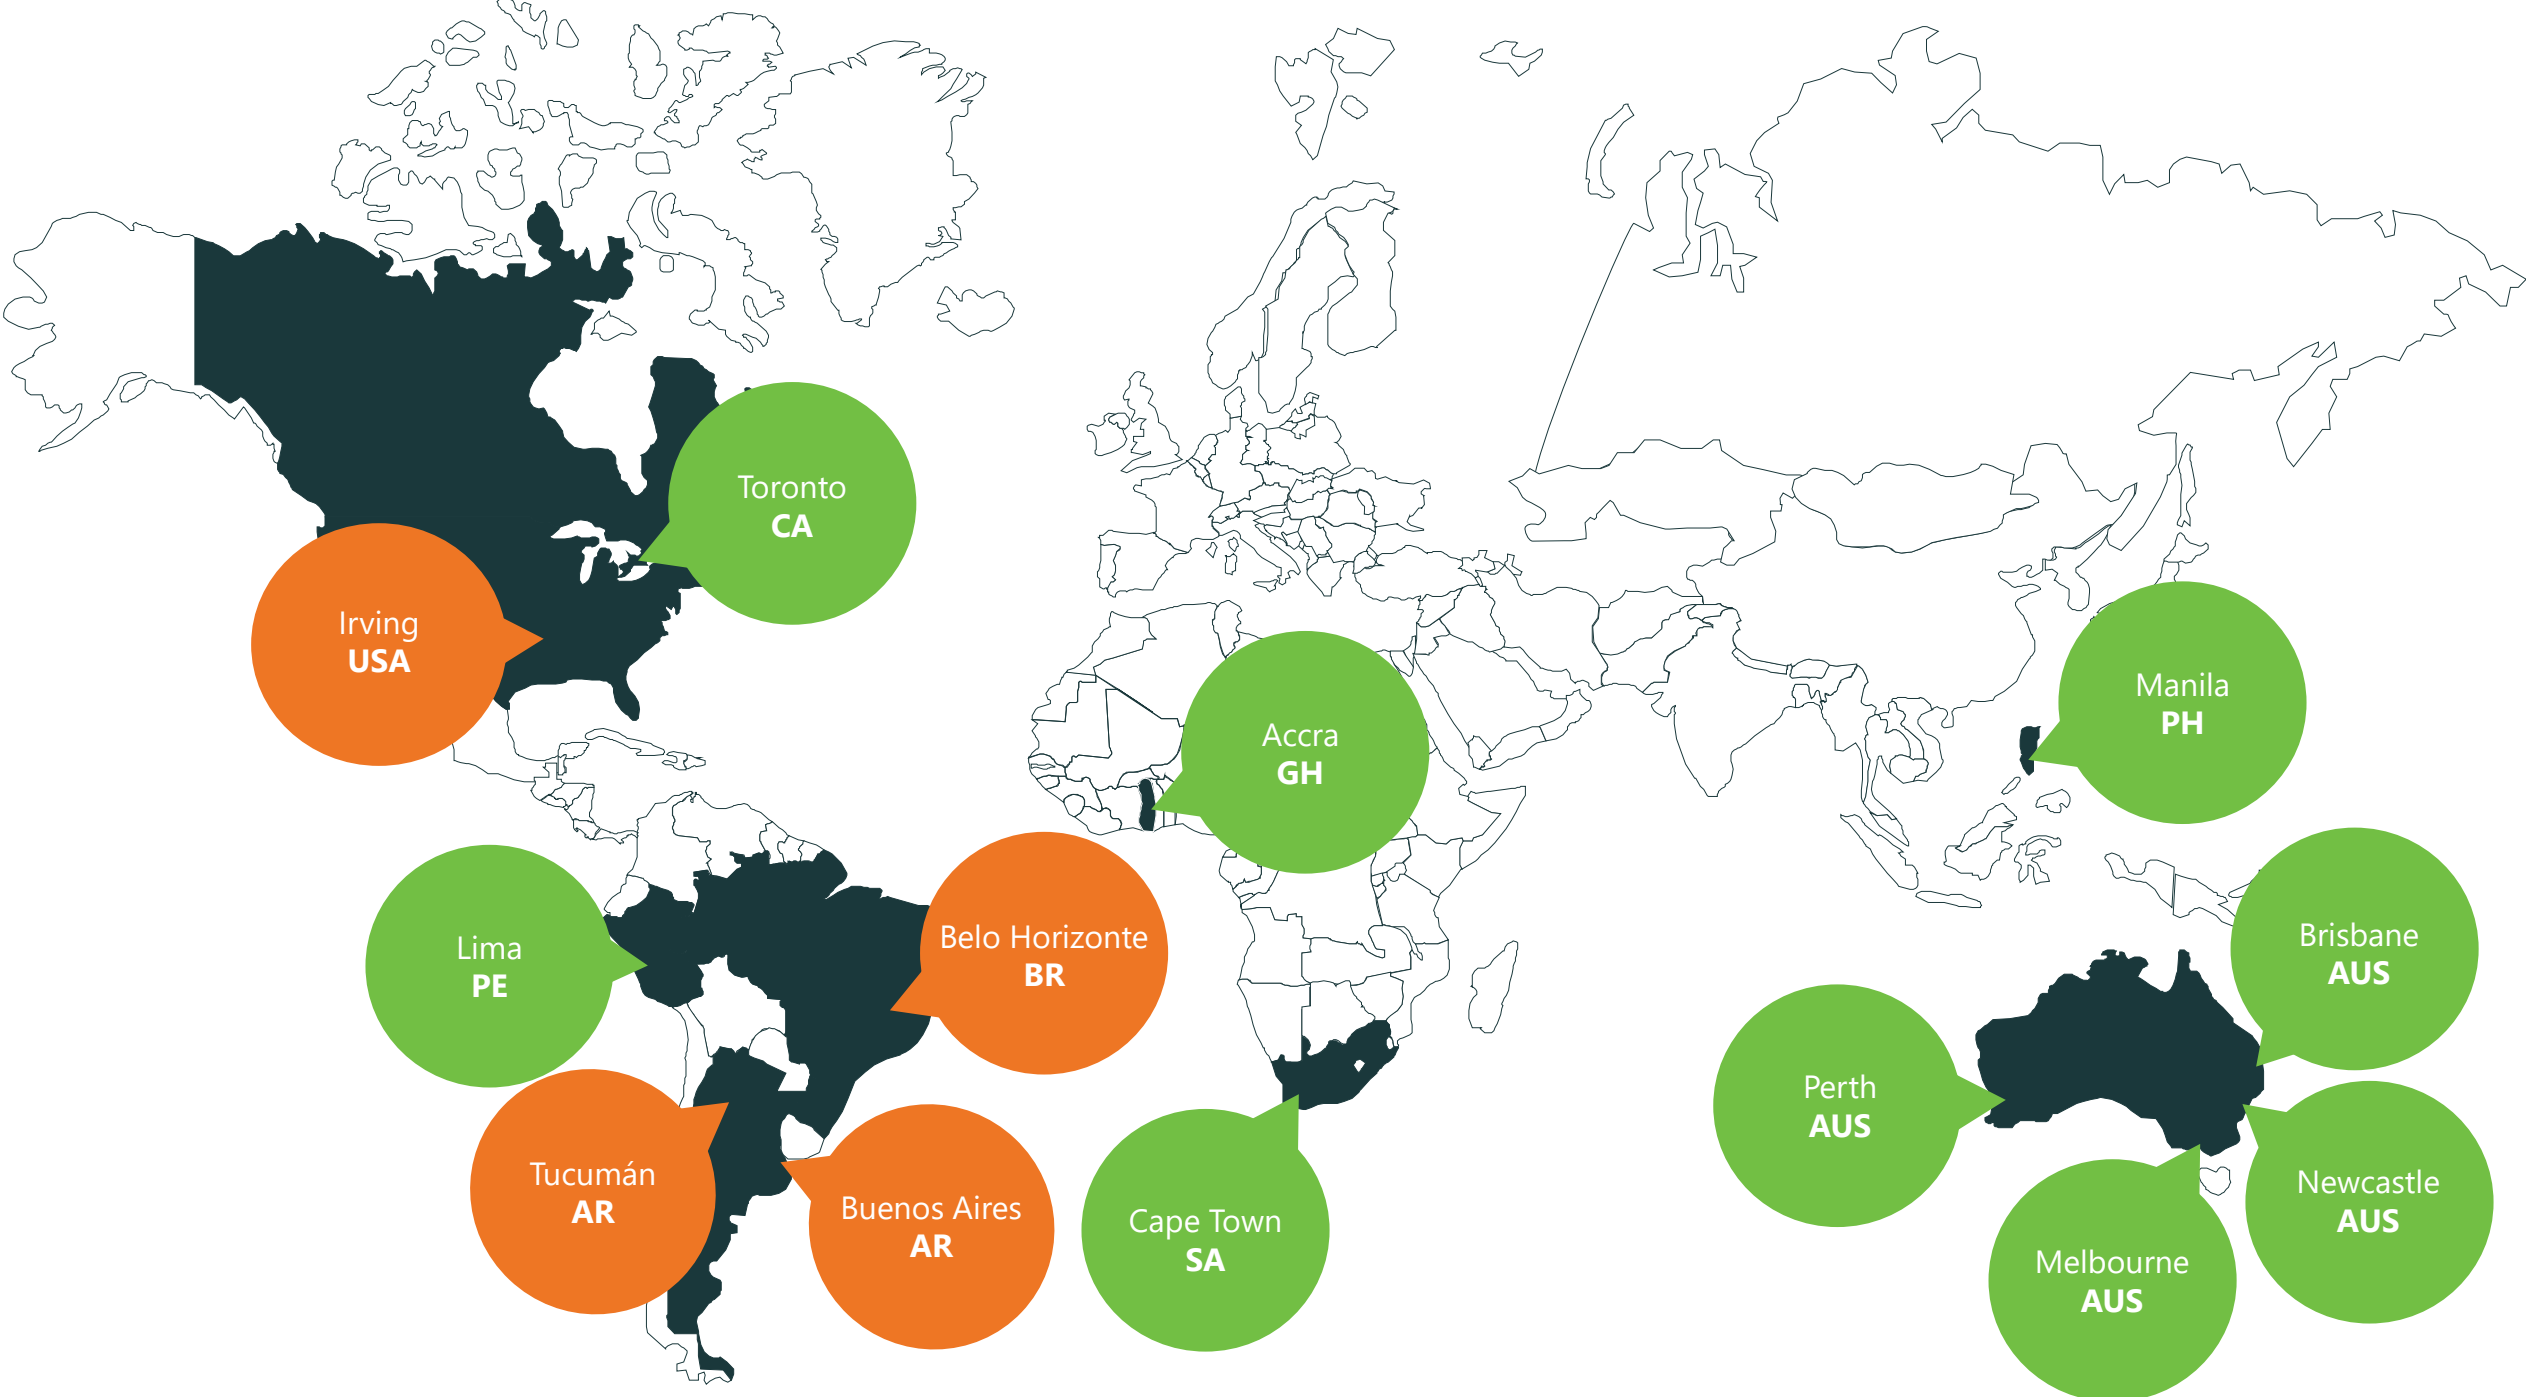 Toronto
CA
Irving
USA
Manila
PH
Accra
GH
Lima
PE
Belo Horizonte
BR
Brisbane
AUS
Perth
AUS
Tucumán
AR
Buenos Aires
AR
Cape Town
SA
Newcastle
AUS
Melbourne
AUS